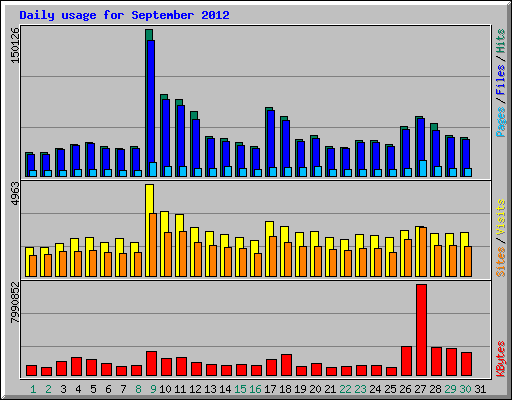 Daily usage for September 2012
150126
Pages / Files / Hits
4963
Sites / Visits
7990852
KBytes
1 2 3 4 5 6 7 8 9 10 11 12 13 14 15 16 17 18 19 20 21 22 23 24 25 26 27 28 29 30 31